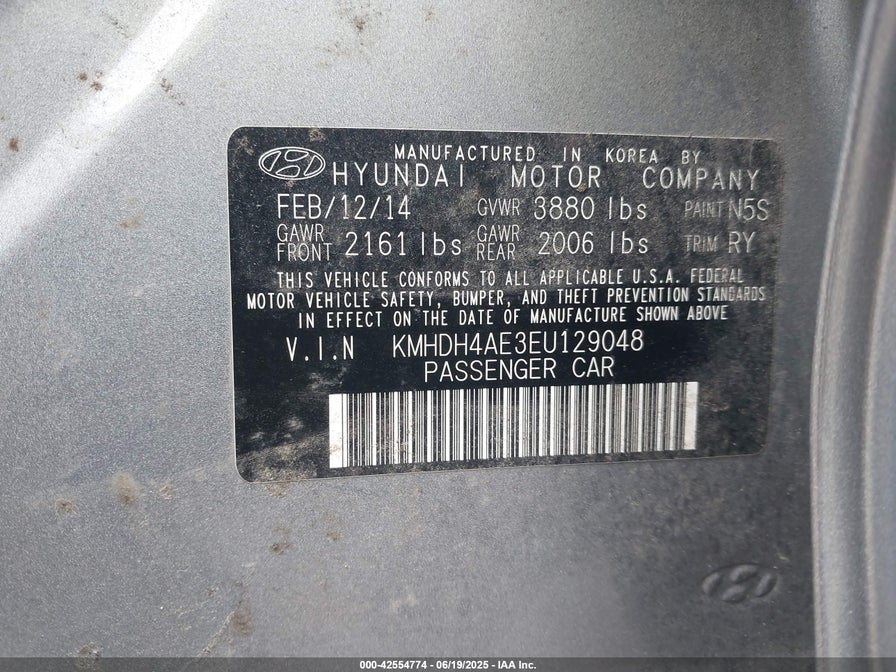 MANUFACTURED IN KOREA BY
HYUNDAI MOTOR COMPANY
FEB/12/14 GVWR 3880 lbs PAINT N5S
GAWR FRONT 2161 lbs GAWR REAR 2006 lbs TRIM RY
THIS VEHICLE CONFORMS TO ALL APPLICABLE U.S.A. FEDERAL
MOTOR VEHICLE SAFETY, BUMPER, AND THEFT PREVENTION STANDARDS
IN EFFECT ON THE DATE OF MANUFACTURE SHOWN ABOVE
V.I.N KMHDH4AE3EU129048
PASSENGER CAR
000-42554774 - 06/19/2025 - IAA Inc.